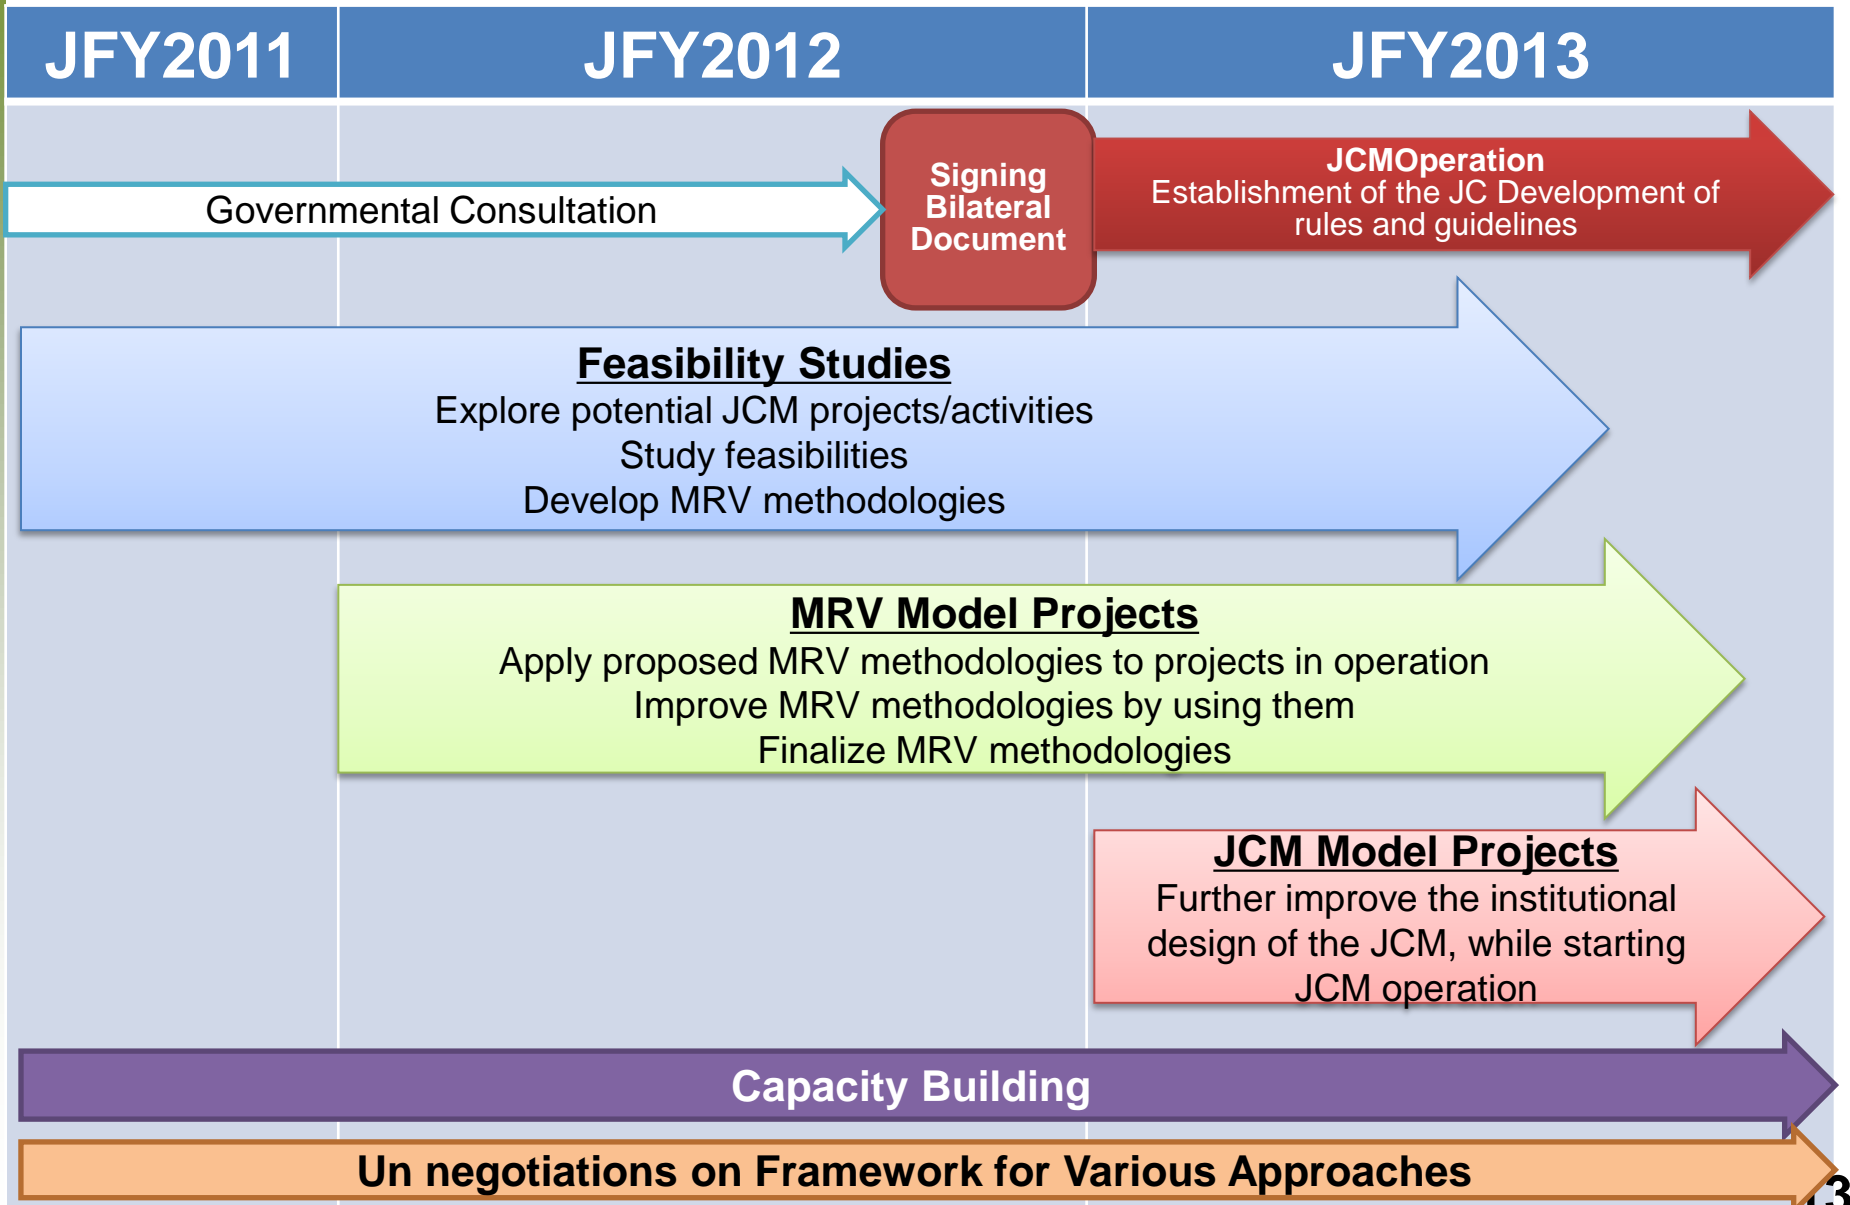 JFY2011 JFY2012 JFY2013
Governmental Consultation
Signing
Bilateral
Document
JCMOperation
Establishment of the JC Development of
rules and guidelines
Feasibility Studies
Explore potential JCM projects/activities
Study feasibilities
Develop MRV methodologies
MRV Model Projects
Apply proposed MRV methodologies to projects in operation
Improve MRV methodologies by using them
Finalize MRV methodologies
JCM Model Projects
Further improve the institutional
design of the JCM, while starting
JCM operation
Capacity Building
Un negotiations on Framework for Various Approaches
13